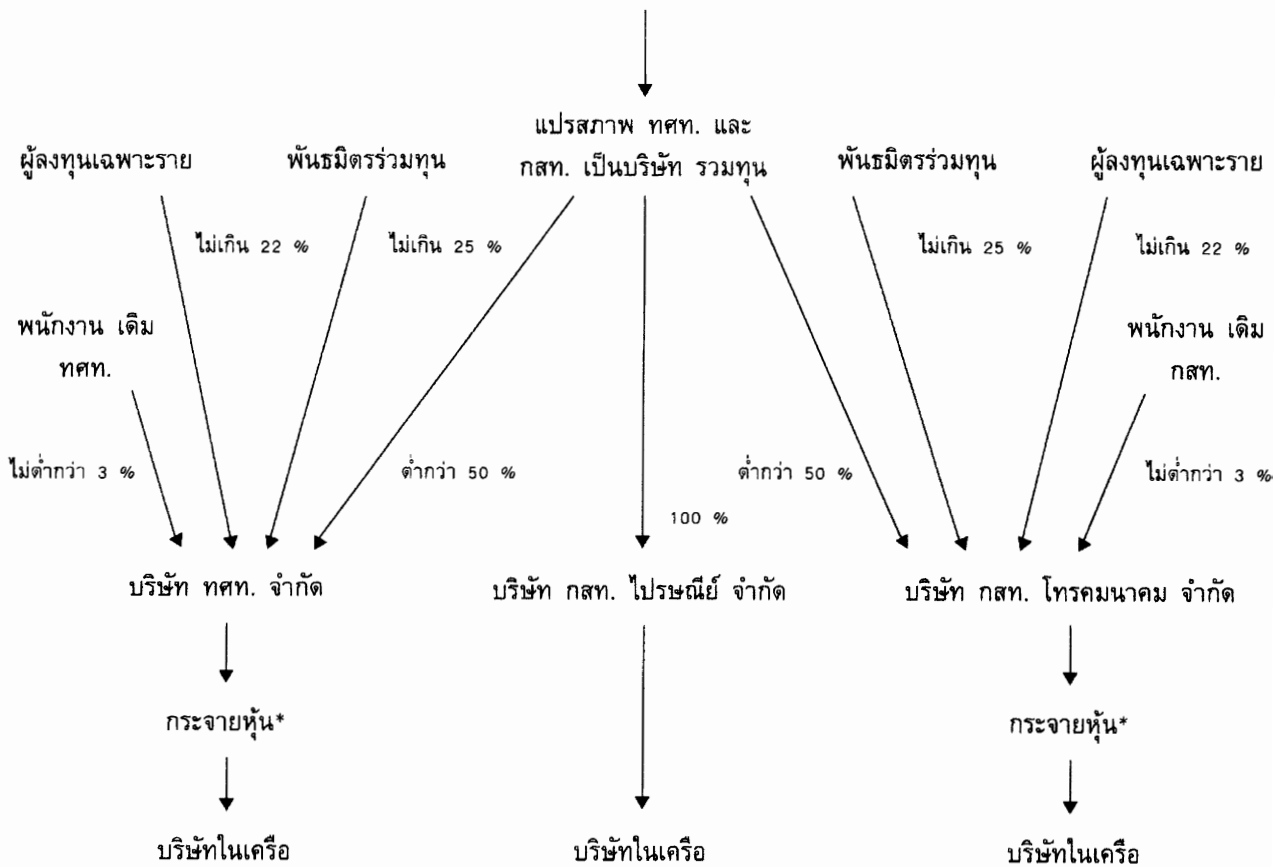 แปรสภาพ ทศท. และ
กสท. เป็นบริษัท รวมทุน
ผู้ลงทุนเฉพาะราย
พันธมิตรร่วมทุน
พันธมิตรร่วมทุน
ผู้ลงทุนเฉพาะราย
ไม่เกิน 22 %
ไม่เกิน 25 %
ไม่เกิน 25 %
ไม่เกิน 22 %
พนักงาน เดิม
ทศท.
พนักงาน เดิม
กสท.
ไม่ต่ำกว่า 3 %
ต่ำกว่า 50 %
100 %
ต่ำกว่า 50 %
ไม่ต่ำกว่า 3 %
บริษัท ทศท. จำกัด
บริษัท กสท. ไปรษณีย์ จำกัด
บริษัท กสท. โทรคมนาคม จำกัด
กระจายหุ้น*
กระจายหุ้น*
บริษัทในเครือ
บริษัทในเครือ
บริษัทในเครือ